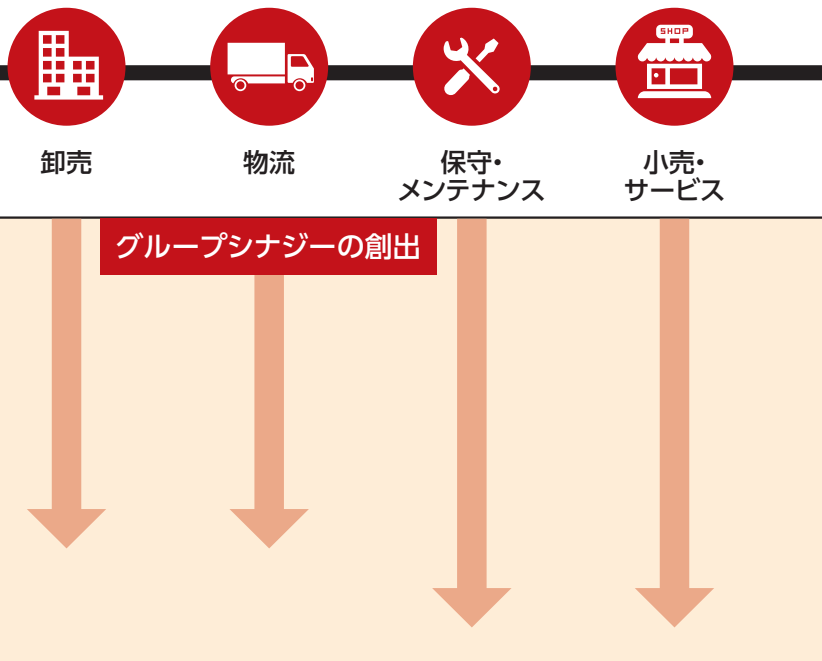 SHOP
卸売
物流
保守・
メンテナンス
小売・
サービス
グループシナジーの創出